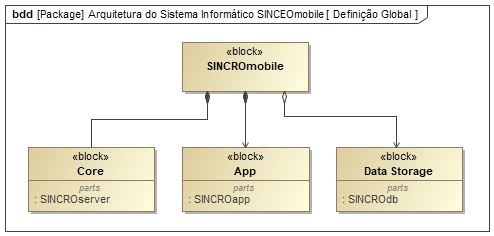 bdd [Package] Arquitetura do Sistema Informático SINCEOmobile [ Definição Global ]
«block»
SINCROmobile
«block»
Core
parts
: SINCROserver
«block»
App
parts
: SINCROapp
«block»
Data Storage
parts
: SINCROdb